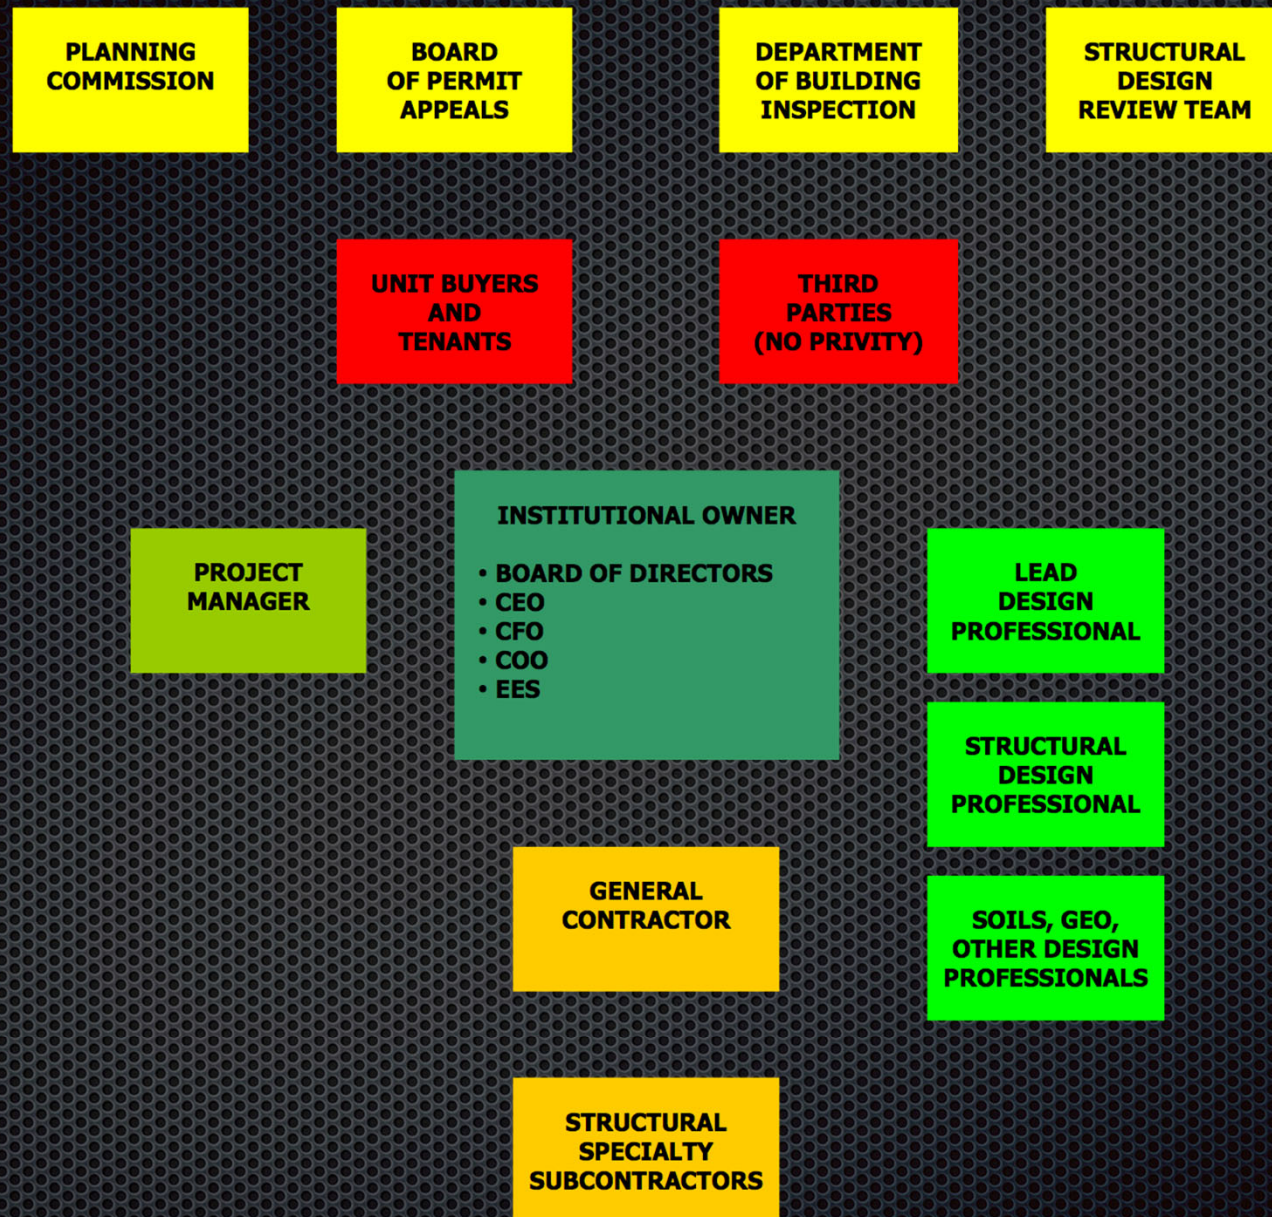 PLANNING
COMMISSION
BOARD
OF PERMIT
APPEALS
DEPARTMENT
OF BUILDING
INSPECTION
STRUCTURAL
DESIGN
REVIEW TEAM
UNIT BUYERS
AND
TENANTS
THIRD
PARTIES
(NO PRIVITY)
PROJECT
MANAGER
INSTITUTIONAL OWNER
• BOARD OF DIRECTORS
• CEO
• CFO
• COO
• EES
LEAD
DESIGN
PROFESSIONAL
STRUCTURAL
DESIGN
PROFESSIONAL
GENERAL
CONTRACTOR
SOILS, GEO,
OTHER DESIGN
PROFESSIONALS
STRUCTURAL
SPECIALTY
SUBCONTRACTORS